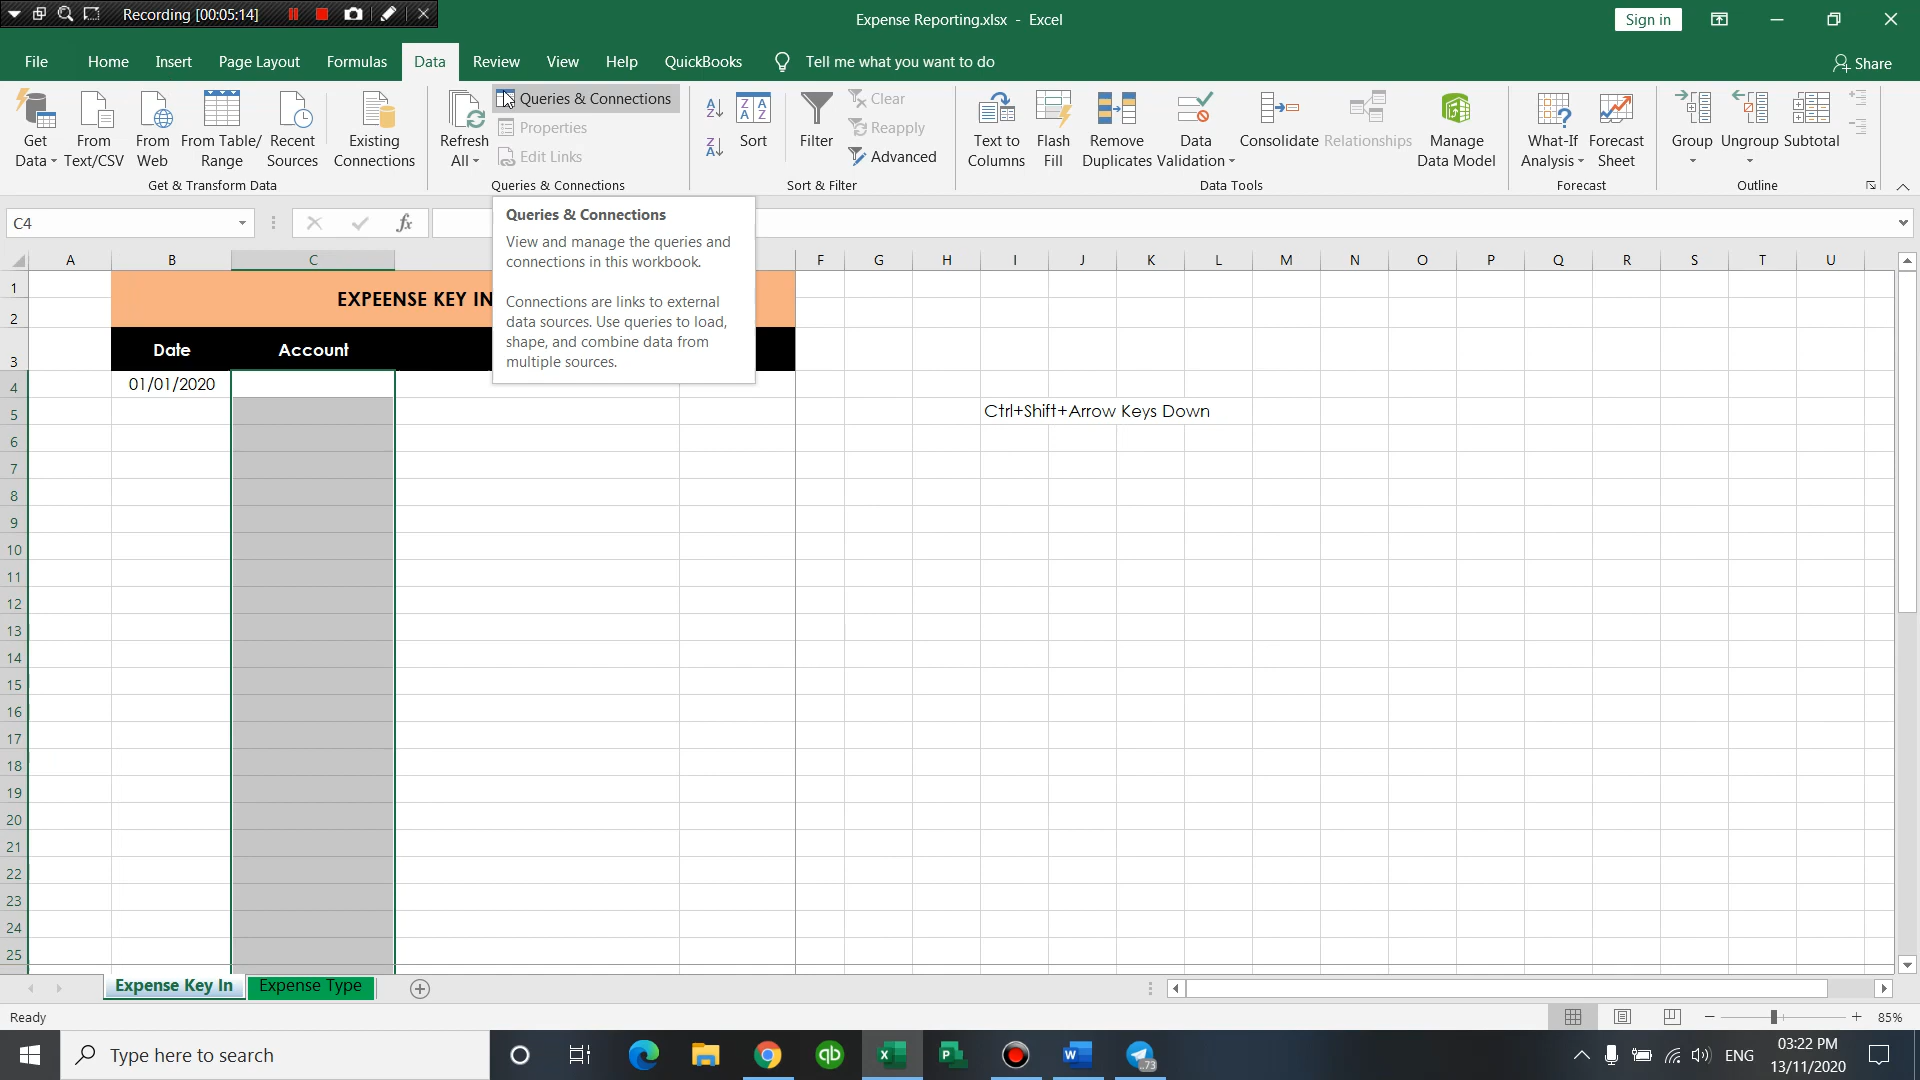 Recording [00:05:14]
Expense Reporting.xlsx - Excel
Sign in
File
Home
Insert
Page Layout
Formulas
Data
Review
View
Help
QuickBooks
Tell me what you want to do
Share
Get
Data
From
Text/CSV
From
Web
From Table/
Range
Recent
Sources
Existing
Connections
Get & Transform Data
Refresh
All
Queries & Connections
Properties
Edit Links
Queries & Connections
Sort
Filter
Clear
Reapply
Advanced
Sort & Filter
Text to
Columns
Flash
Fill
Remove
Duplicates
Data
Validation
Consolidate
Relationships
Manage
Data Model
Data Tools
What-If
Analysis
Forecast
Sheet
Forecast
Group
Ungroup
Subtotal
Outline
C4
fx
Queries & Connections
View and manage the queries and
connections in this workbook.
Connections are links to external
data sources. Use queries to load,
shape, and combine data from
multiple sources.
A B C F G H I J K L M N O P Q R S T U
1
EXPEENSE KEY IN
2
3
Date Account
4
01/01/2020
5
Ctrl+Shift+Arrow Keys Down
6
7
8
9
10
11
12
13
14
15
16
17
18
19
20
21
22
23
24
25
Expense Key In
Expense Type
Ready
85%
Type here to search
73
ENG
03:22 PM
13/11/2020